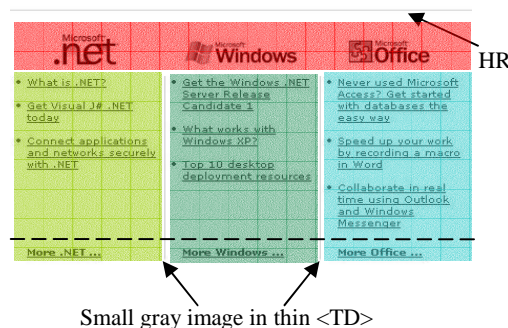 HR
Microsoft
.net
Microsoft
Windows
Microsoft
Office
• What is .NET?
• Get Visual J# .NET
today
• Connect applications
and networks securely
with .NET
More .NET ...
• Get the Windows .NET
Server Release
Candidate 1
• What works with
Windows XP?
• Top 10 desktop
deployment resources
More Windows ...
• Never used Microsoft
Access? Get started
with databases the
easy way
• Speed up your work
by recording a macro
in Word
• Collaborate in real
time using Outlook
and Windows
Messenger
More Office ...
Small gray image in thin <TD>